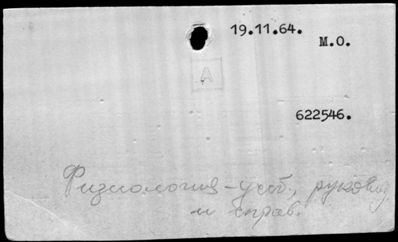 19.11.64.
М.О.
А
622546.
Физиология - учеб., руковод
и справ.